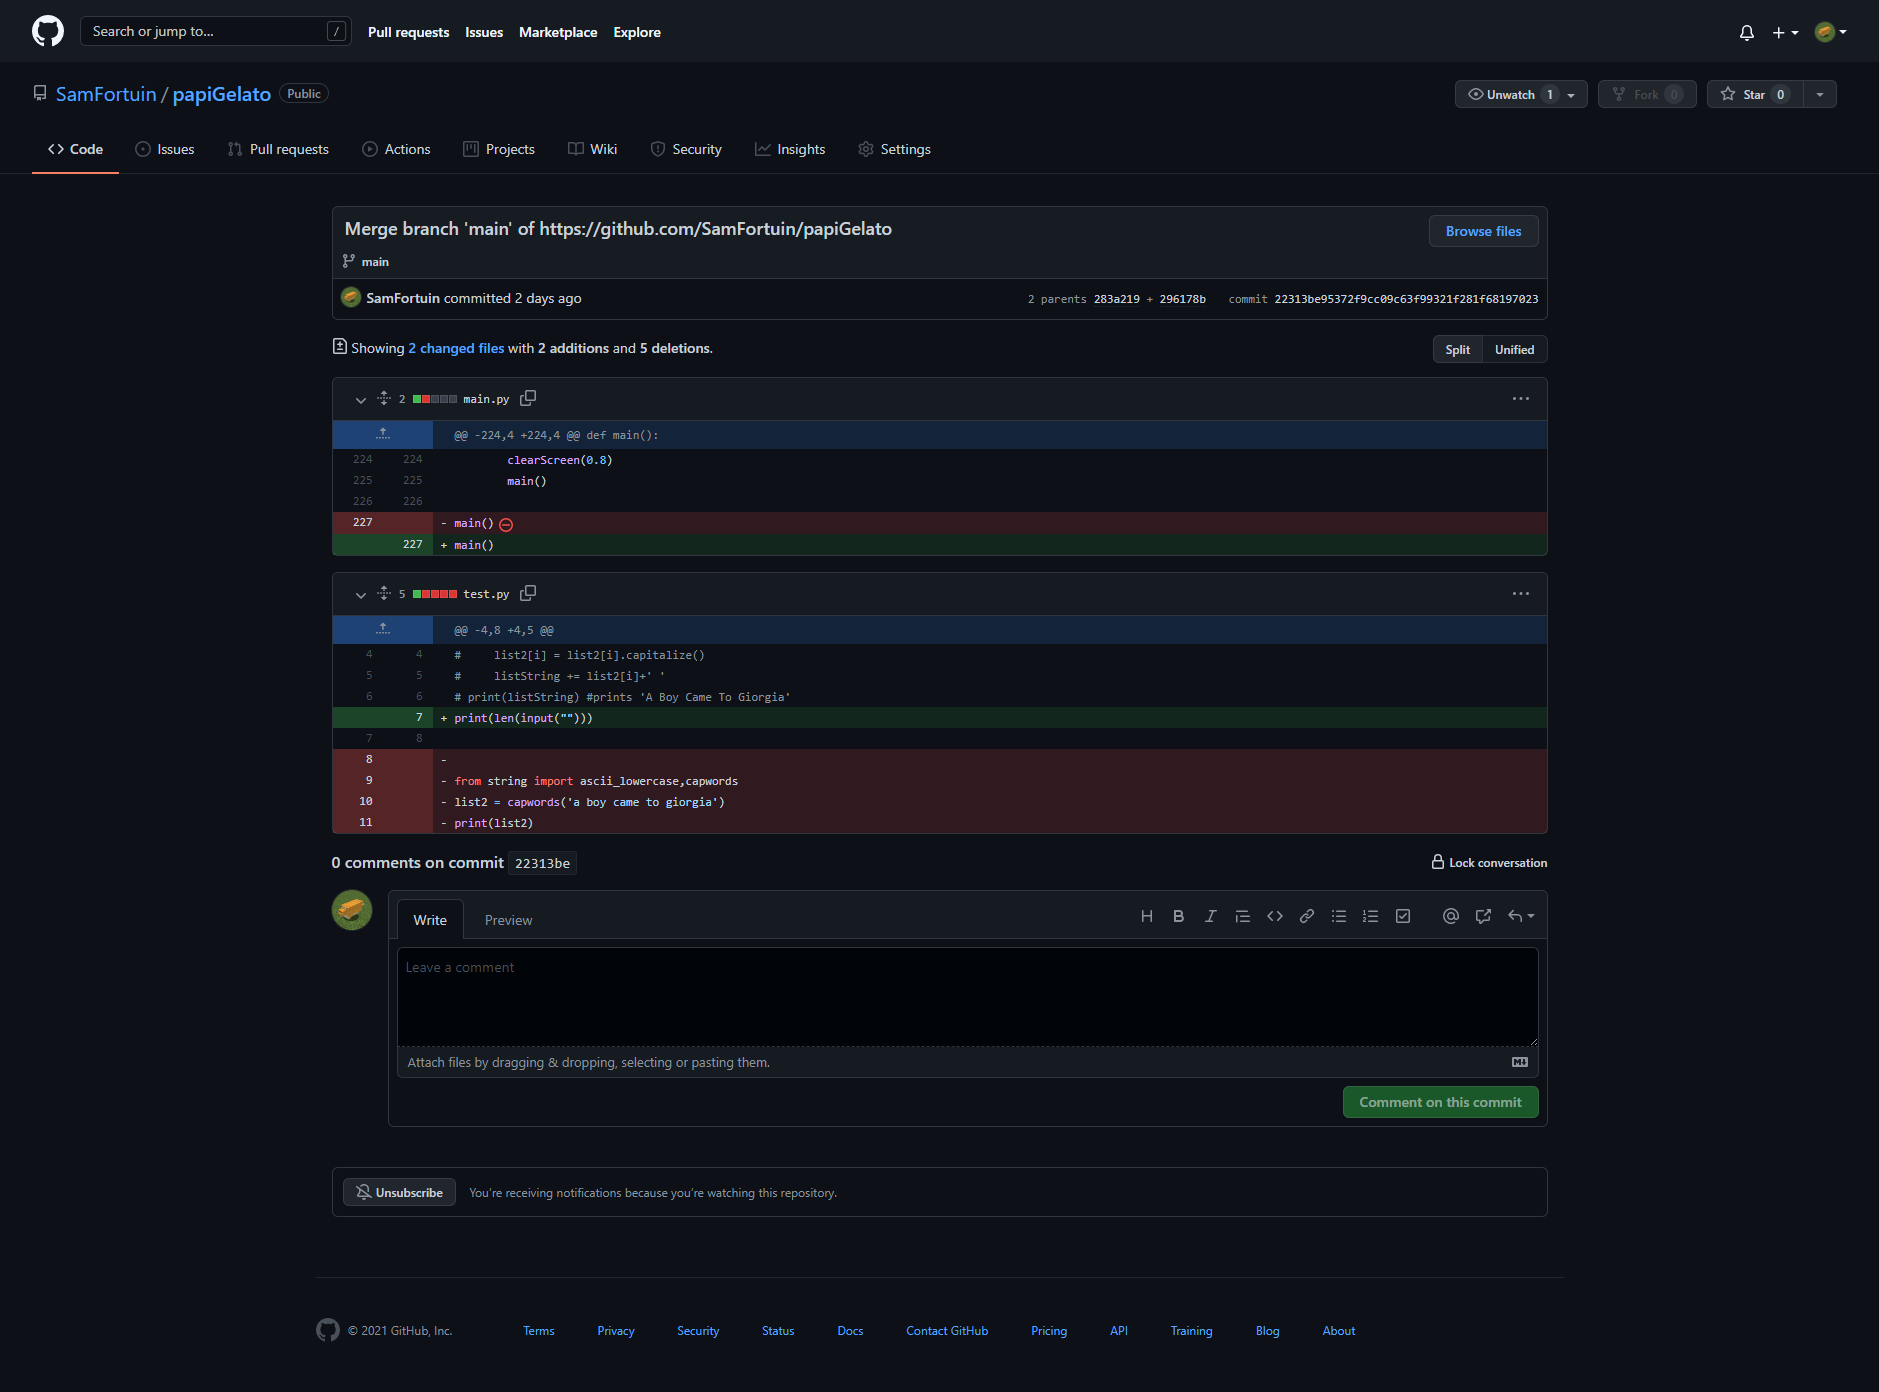 Search or jump to... /
Pull requests Issues Marketplace Explore
SamFortuin / papiGelato Public
Unwatch 1 Fork 0 Star 0
Code Issues Pull requests Actions Projects Wiki Security Insights Settings
Merge branch 'main' of https://github.com/SamFortuin/papiGelato
Browse files
main
SamFortuin committed 2 days ago
2 parents 283a219 + 296178b commit 22313be95372f9cc09c63f99321f281f68197023
Showing 2 changed files with 2 additions and 5 deletions.
Split Unified
2 main.py
@@ -224,4 +224,4 @@ def main():
224 224 clearScreen(0.8)
225 225 main()
226 226
227 - main()
227 + main()
5 test.py
@@ -4,8 +4,5 @@
4 4 #     list2[i] = list2[i].capitalize()
5 5 #     listString += list2[i]+' '
6 6 # print(listString) #prints 'A Boy Came To Giorgia'
7 + print(len(input("")))
7 8
8 -
9 - from string import ascii_lowercase,capwords
10 - list2 = capwords('a boy came to giorgia')
11 - print(list2)
0 comments on commit 22313be
Lock conversation
Write Preview
Leave a comment
Attach files by dragging & dropping, selecting or pasting them.
Comment on this commit
Unsubscribe You're receiving notifications because you're watching this repository.
© 2021 GitHub, Inc. Terms Privacy Security Status Docs Contact GitHub Pricing API Training Blog About